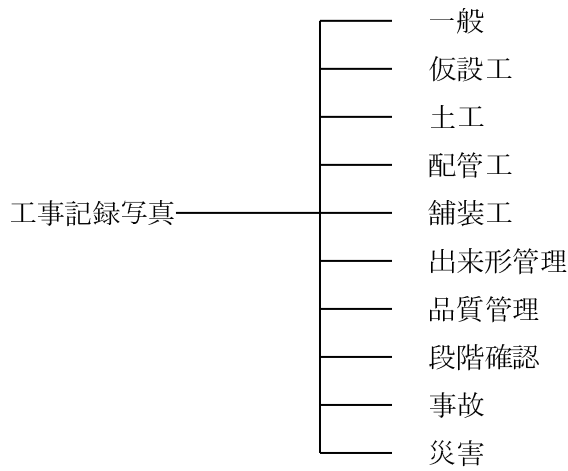 工事記録写真
一般
仮設工
土工
配管工
舗装工
出来形管理
品質管理
段階確認
事故
災害